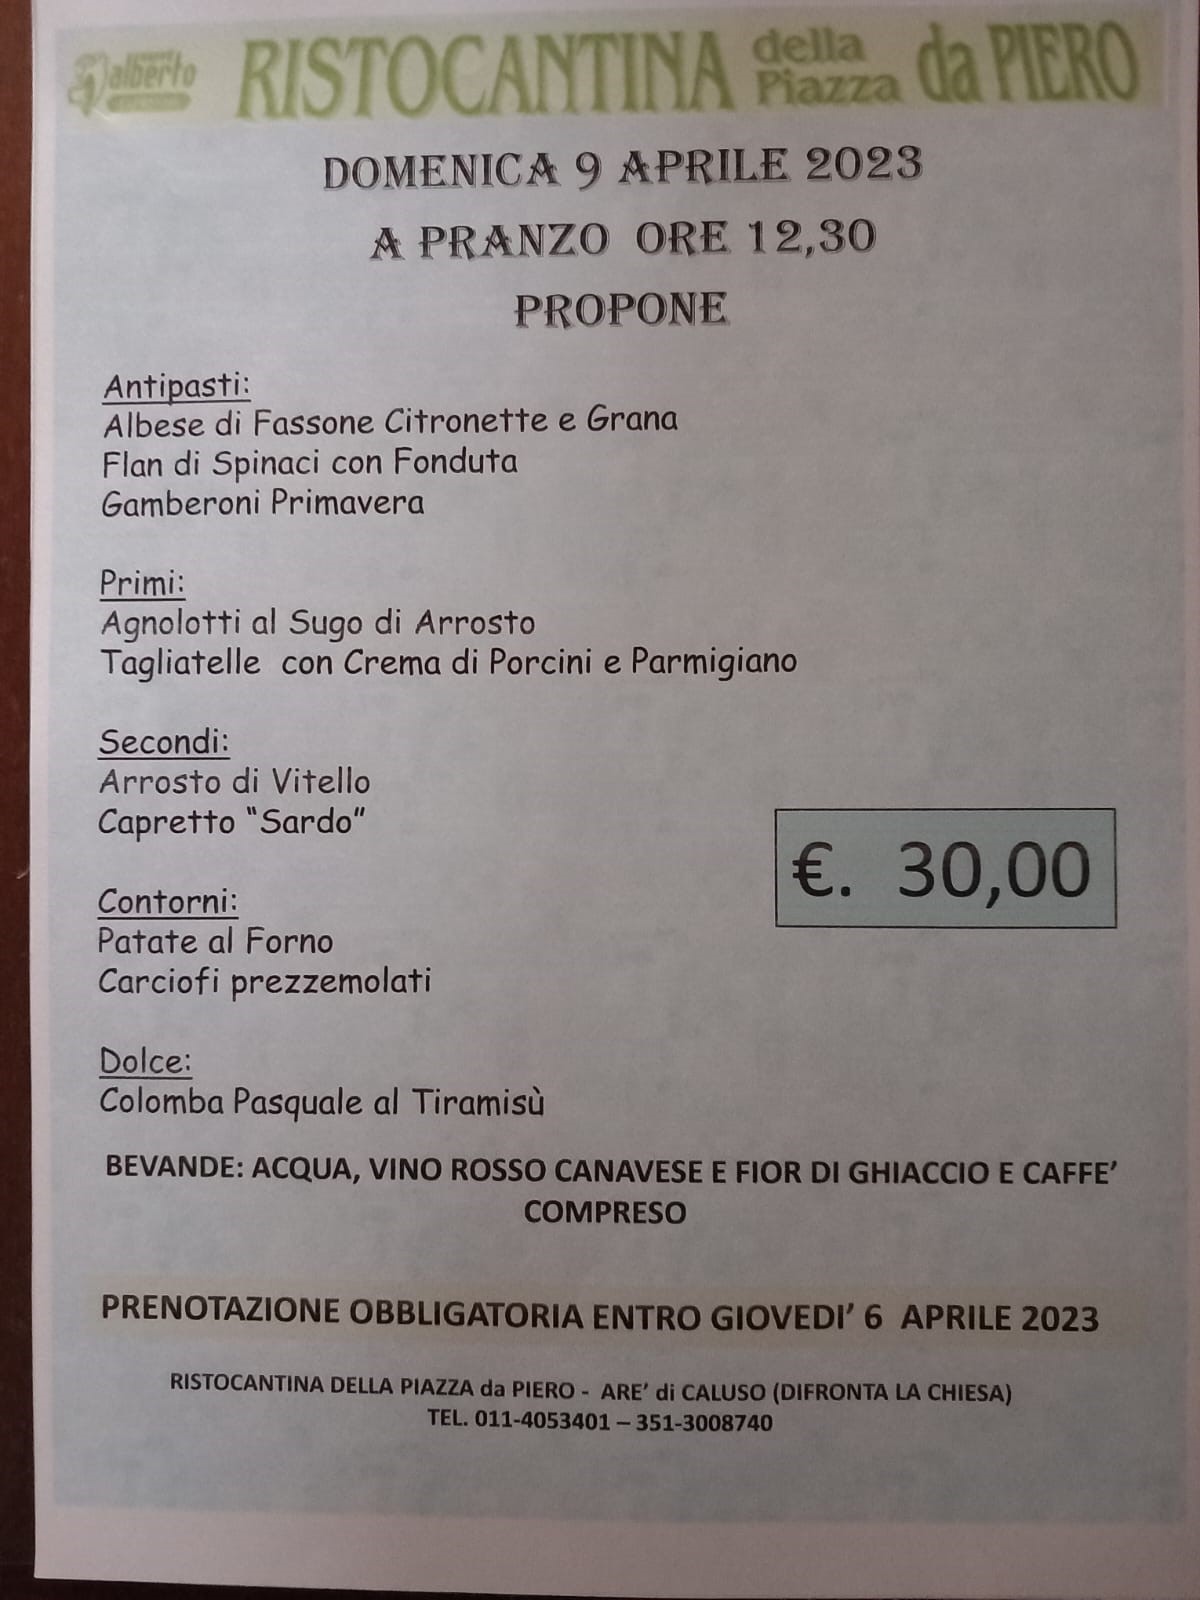 alberto
RISTOCANTINA della Piazza da PIERO
DOMENICA 9 APRILE 2023
A PRANZO ORE 12,30
PROPONE
Antipasti:
Albese di Fassone Citronette e Grana
Flan di Spinaci con Fonduta
Gamberoni Primavera
Primi:
Agnolotti al Sugo di Arrosto
Tagliatelle con Crema di Porcini e Parmigiano
Secondi:
Arrosto di Vitello
Capretto "Sardo"
€. 30,00
Contorni:
Patate al Forno
Carciofi prezzemolati
Dolce:
Colomba Pasquale al Tiramisù
BEVANDE: ACQUA, VINO ROSSO CANAVESE E FIOR DI GHIACCIO E CAFFE'
COMPRESO
PRENOTAZIONE OBBLIGATORIA ENTRO GIOVEDI' 6 APRILE 2023
RISTOCANTINA DELLA PIAZZA da PIERO - ARE' di CALUSO (DIFRONTA LA CHIESA)
TEL. 011-4053401 – 351-3008740